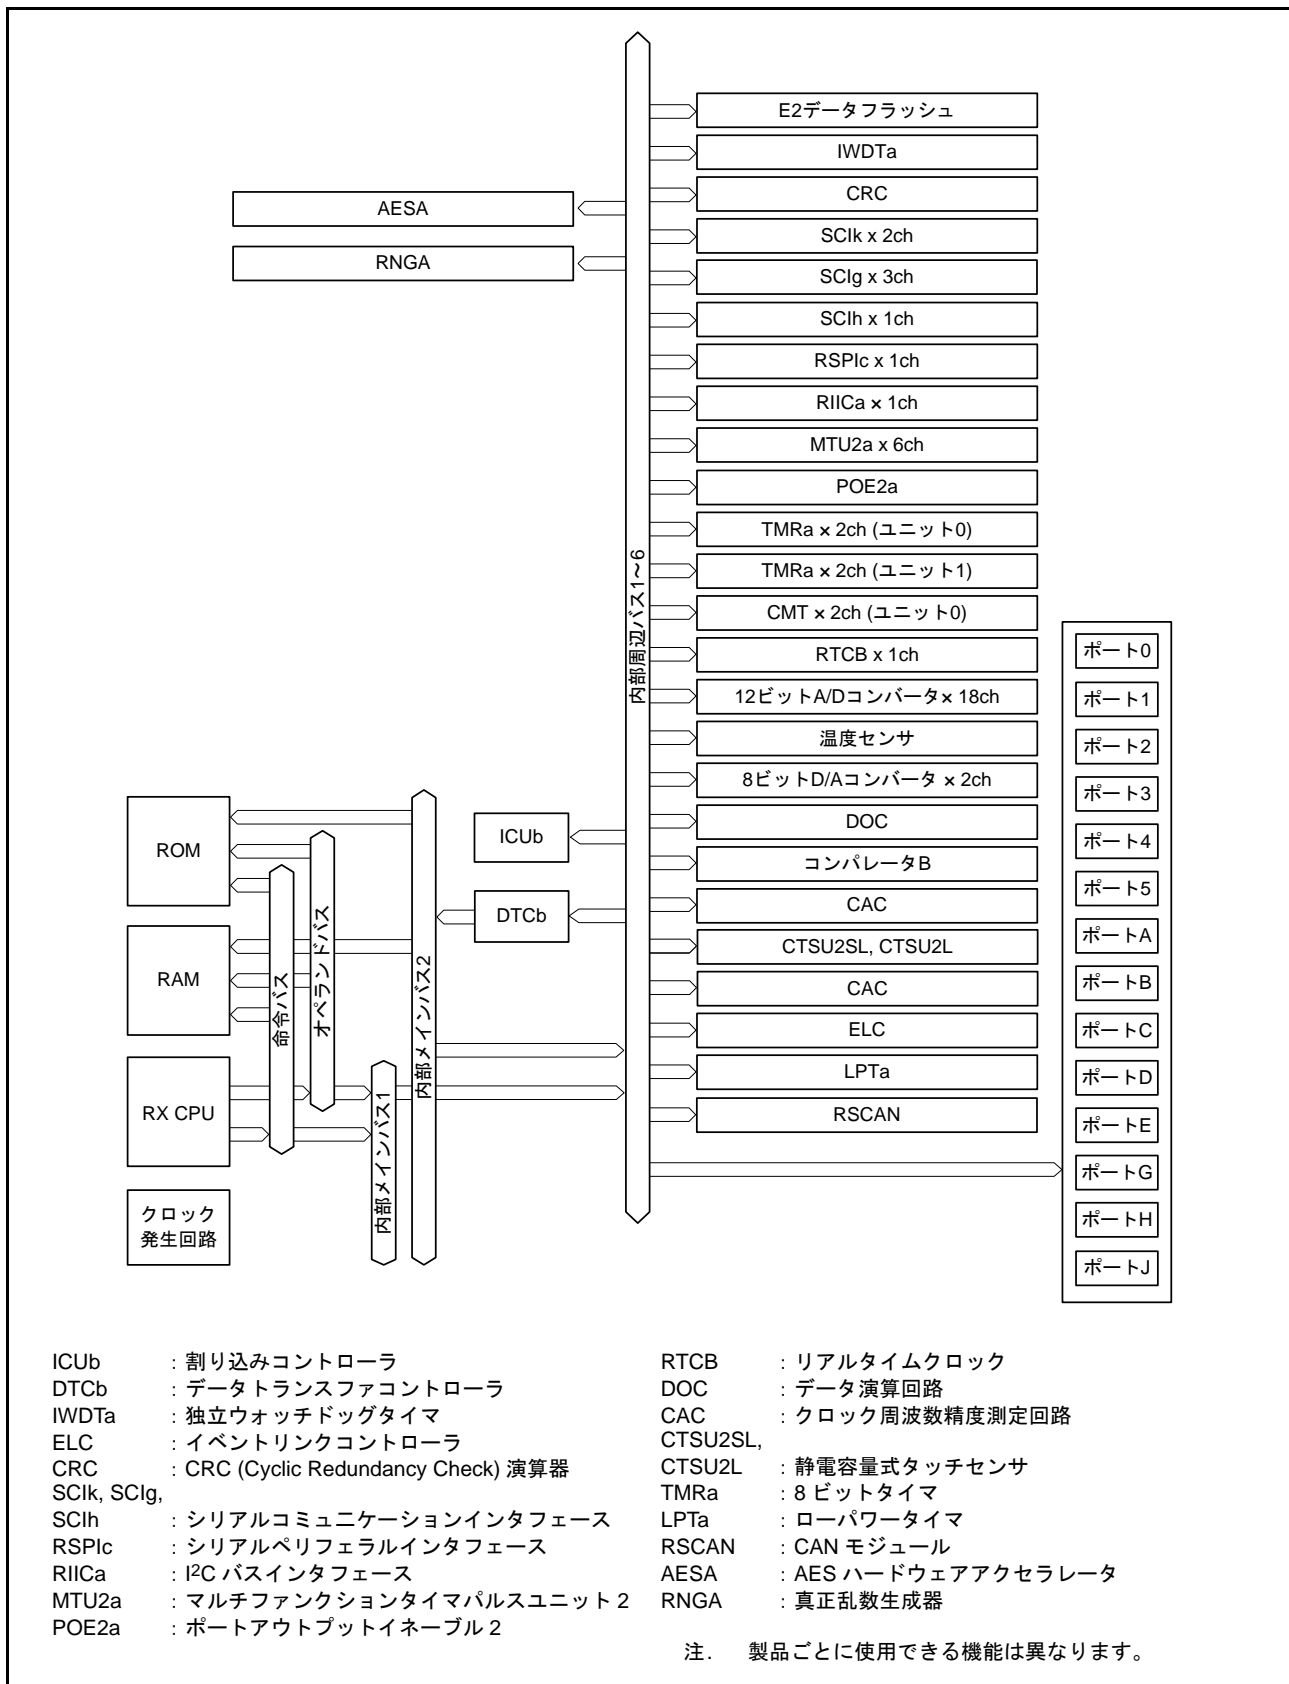 E2データフラッシュ
IWDTa
CRC
AESA
SCIk x 2ch
RNGA
SCIg x 3ch
SCIh x 1ch
RSPIc x 1ch
RIICa × 1ch
MTU2a x 6ch
POE2a
TMRa × 2ch (ユニット0)
TMRa × 2ch (ユニット1)
CMT × 2ch (ユニット0)
RTCB x 1ch
12ビットA/Dコンバータ× 18ch
温度センサ
8ビットD/Aコンバータ × 2ch
DOC
コンパレータB
CAC
CTSU2SL, CTSU2L
CAC
ELC
LPTa
RSCAN
内部周辺バス1～6
ポート0
ポート1
ポート2
ポート3
ポート4
ポート5
ポートA
ポートB
ポートC
ポートD
ポートE
ポートG
ポートH
ポートJ
ROM
RAM
RX CPU
クロック
発生回路
命令バス
オペランドバス
内部メインバス1
内部メインバス2
ICUb
DTCb
ICUb : 割り込みコントローラ
DTCb : データトランスファコントローラ
IWDTa : 独立ウォッチドッグタイマ
ELC : イベントリンクコントローラ
CRC : CRC (Cyclic Redundancy Check) 演算器
SCIk, SCIg,
SCIh : シリアルコミュニケーションインタフェース
RSPIc : シリアルペリフェラルインタフェース
RIICa : I2C バスインタフェース
MTU2a : マルチファンクションタイマパルスユニット 2
POE2a : ポートアウトプットイネーブル 2
RTCB : リアルタイムクロック
DOC : データ演算回路
CAC : クロック周波数精度測定回路
CTSU2SL,
CTSU2L : 静電容量式タッチセンサ
TMRa : 8 ビットタイマ
LPTa : ローパワータイマ
RSCAN : CAN モジュール
AESA : AES ハードウェアアクセラレータ
RNGA : 真正乱数生成器
注. 製品ごとに使用できる機能は異なります。